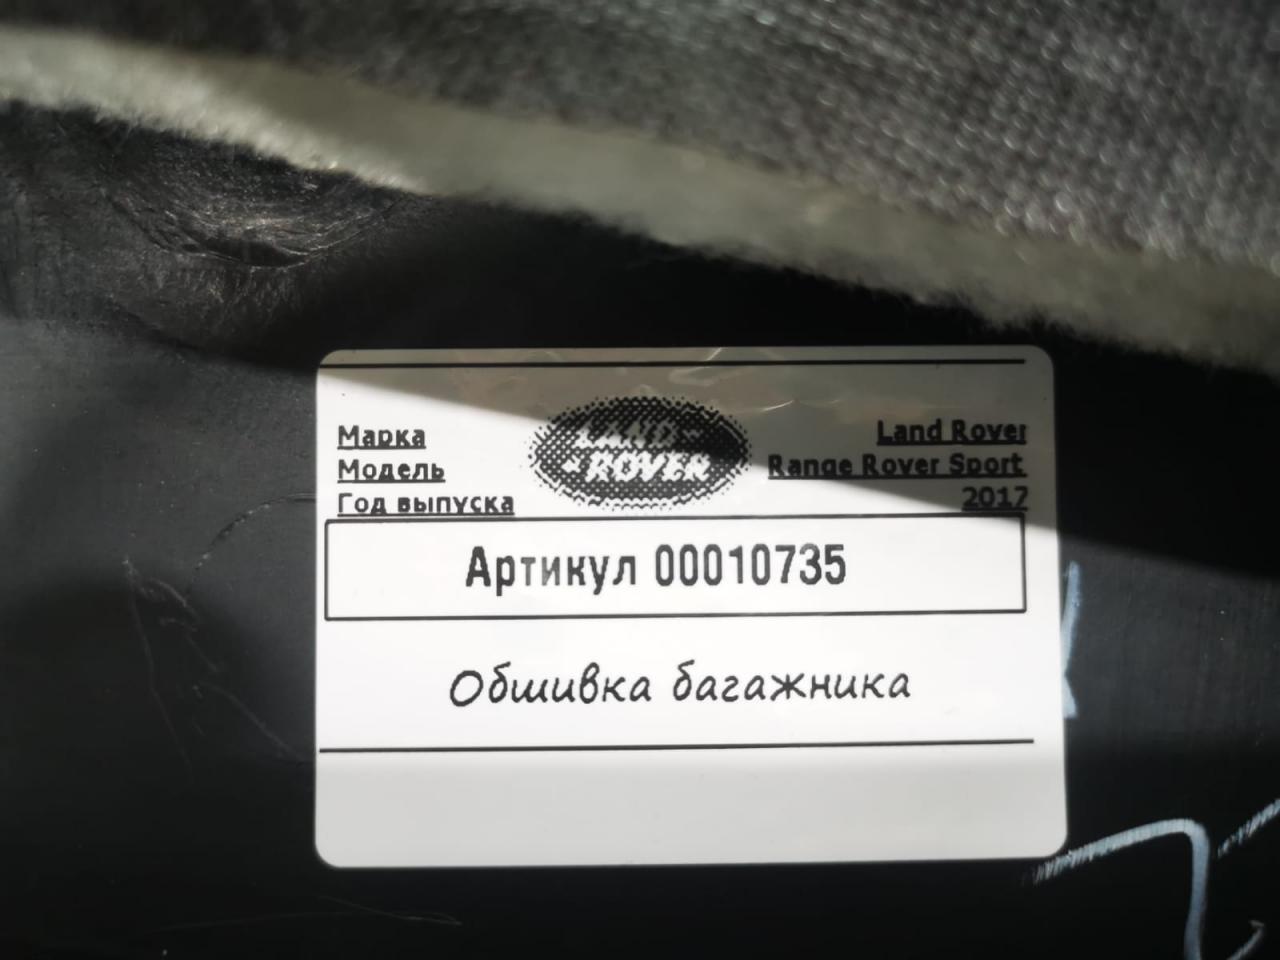 Марка Land Rover
Модель Range Rover Sport
Год выпуска 2017
LAND-
-ROVER
Артикул 00010735
Обшивка багажника